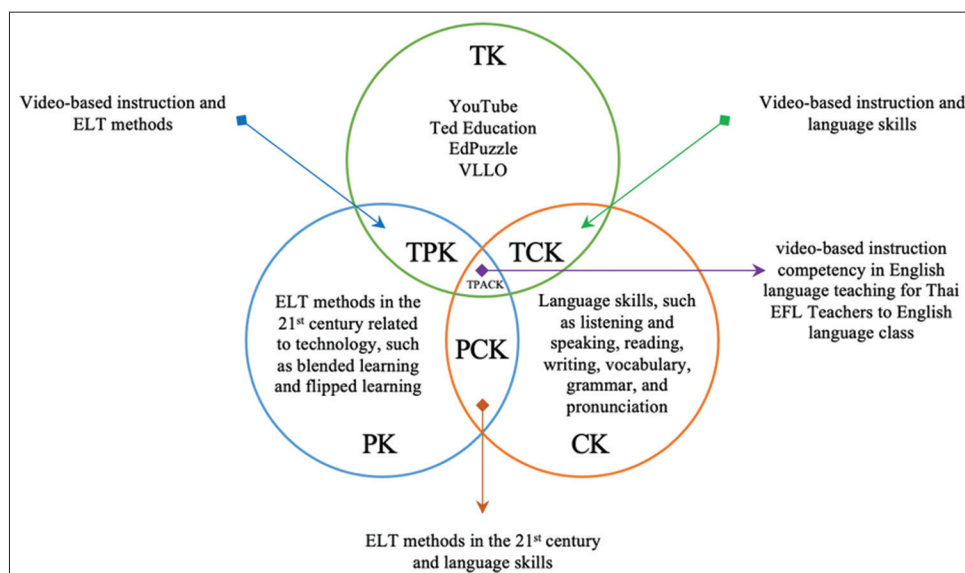 TK
YouTube
Ted Education
EdPuzzle
VLLO
Video-based instruction and
ELT methods
Video-based instruction and
language skills
TPK
TCK
TPACK
video-based instruction
competency in English
language teaching for Thai
EFL Teachers to English
language class
ELT methods in the
21st century related
to technology, such
as blended learning
and flipped learning
PCK
Language skills, such
as listening and
speaking, reading,
writing, vocabulary,
grammar, and
pronunciation
PK
CK
ELT methods in the 21st century
and language skills